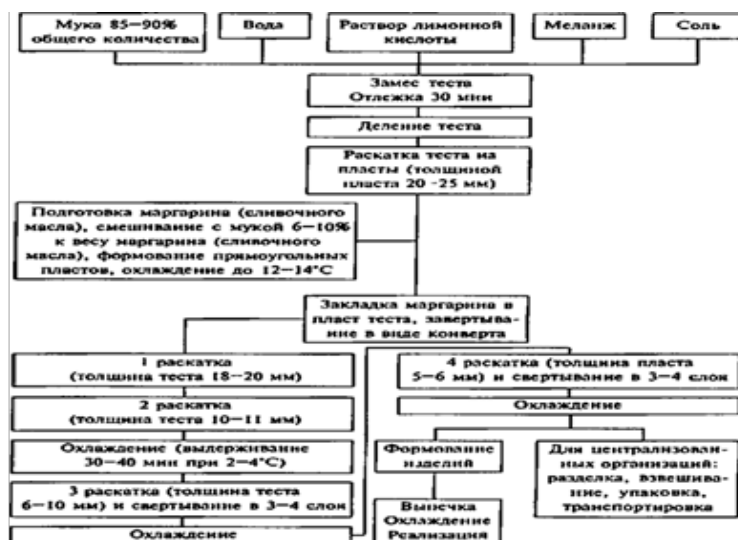 Мука 85—90%
общего количества
Вода
Раствор лимонной
кислоты
Меланж
Соль
Замес теста
Отлежка 30 мин
Деление теста
Раскатка теста на
пласты (толщиной
пласта 20-25 мм)
Подготовка маргарина (сливочного
масла), смешивание с мукой 6—10%
к весу маргарина (сливочного
масла), формование прямоугольных
пластов, охлаждение до 12—14°С
Закладка маргарина в
пласт теста, завертыва-
ние в виде конверта
1 раскатка
(толщина теста 18—20 мм)
2 раскатка
(толщина теста 10—11 мм)
Охлаждение (выдерживание
30—40 мин при 2—4°С)
3 раскатка (толщина теста
6—10 мм) и свертывание в 3—4 слоя
Охлаждение
4 раскатка (толщина пласта
5—6 мм) и свертывание в 3—4 слоя
Охлаждение
Формование
изделий
Выпечка
Охлаждение
Реализация
Для централизован-
ных организаций:
разделка, взвешива-
ние, упаковка,
транспортировка